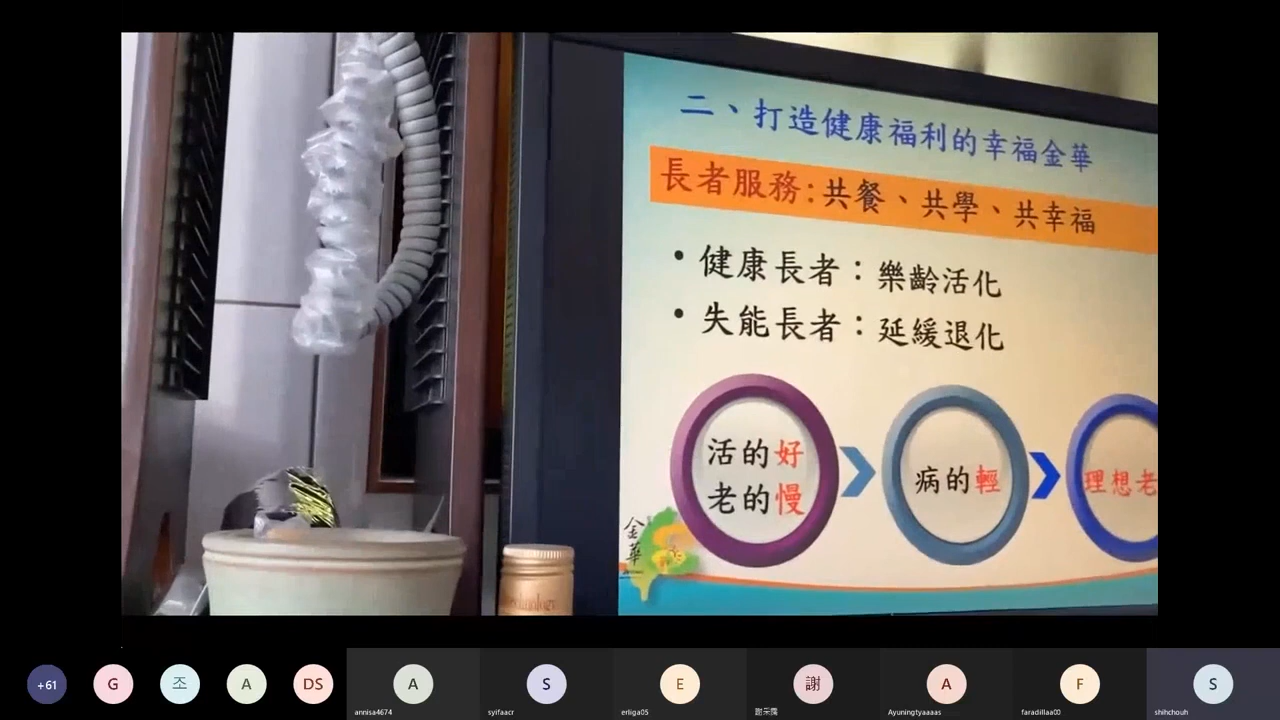 二、打造健康福利的幸福金華
長者服務:共餐、共學、共幸福
• 健康長者：樂齡活化
• 失能長者：延緩退化
活的好
老的慢
病的輕
理想老
金華
+61
G
조
A
DS
A
annisa4674
S
syifaacr
E
erliga05
謝
A
Ayuningtyaaaas
F
faradillaa00
S
shihchouh